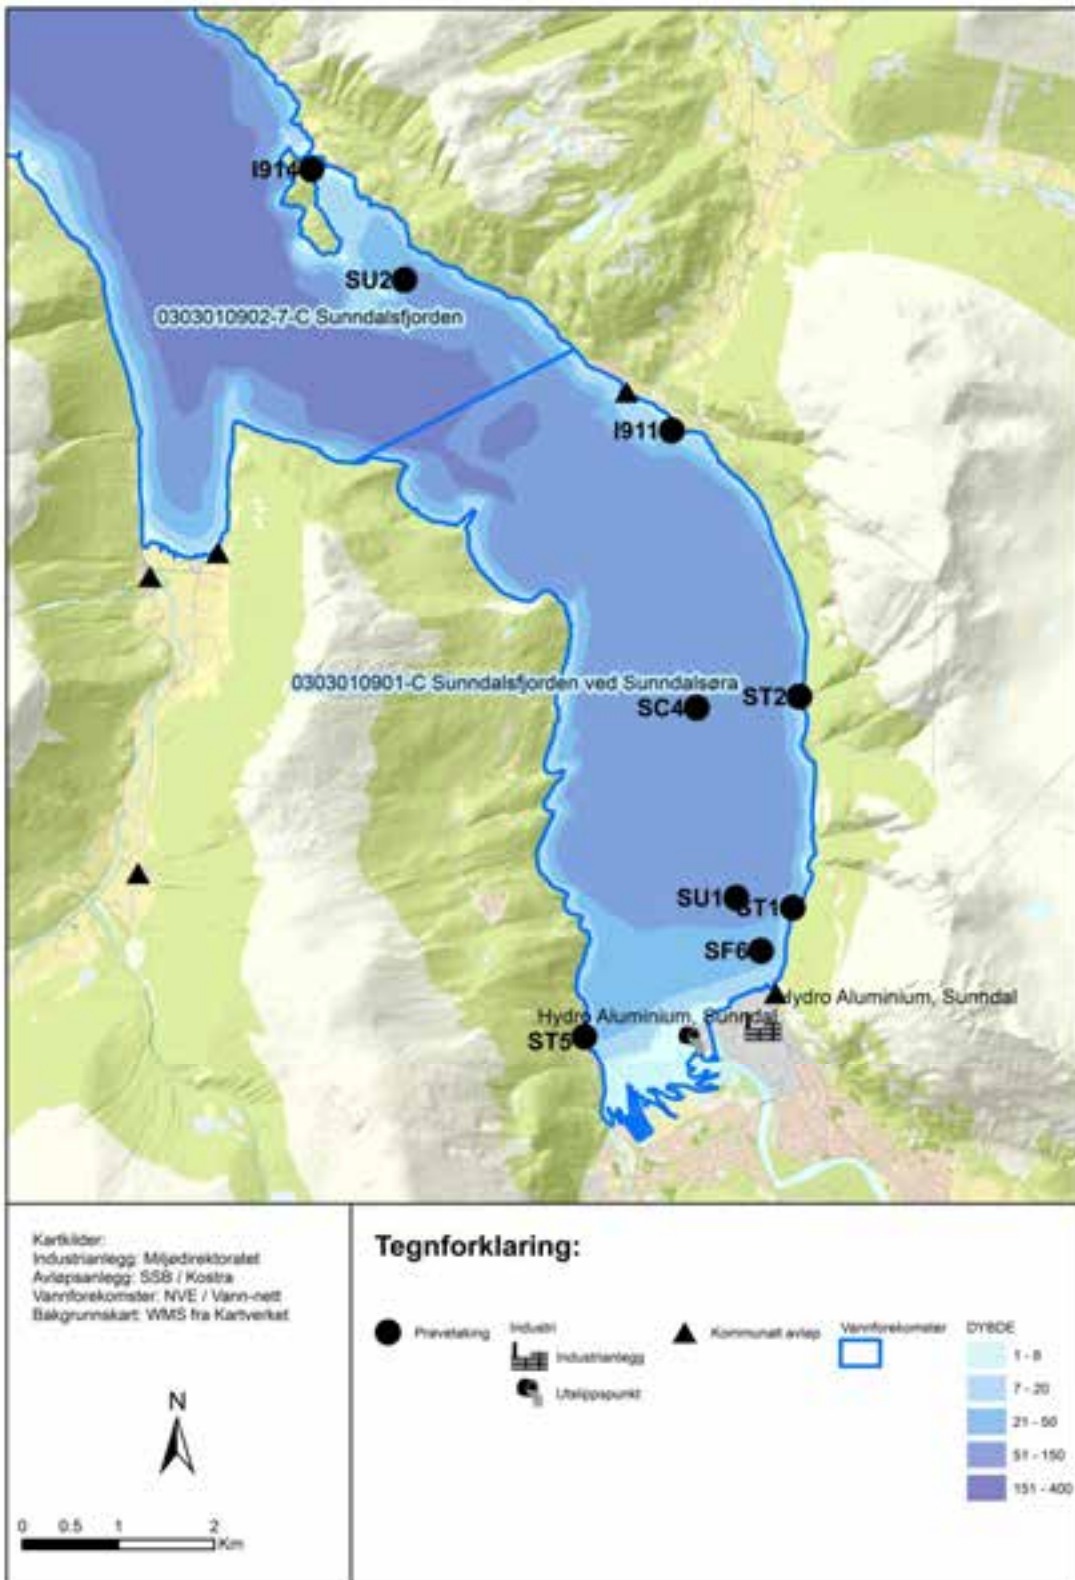 I914
SU2
0303010902-7-C Sunndalsfjorden
I911
0303010901-C Sunndalsfjorden ved Sunndalsøra
ST2
SC4
SU1
ST1
SF6
Hydro Aluminium, Sunndal
Hydro Aluminium, Sunndal
ST5
Kartkilder:
Industrianlegg: Miljødirektoratet
Avløpsanlegg: SSB / Kostra
Vannforekomster: NVE / Vann-nett
Bakgrunnskart: WMS fra Kartverket
N
0 0.5 1 2
Km
Tegnforklaring:
Prøvetaking
Industri
Industrianlegg
Utslippspunkt
Kommunalt avløp
Vannforekomster
DYBDE
1 - 6
7 - 20
21 - 50
51 - 150
151 - 400